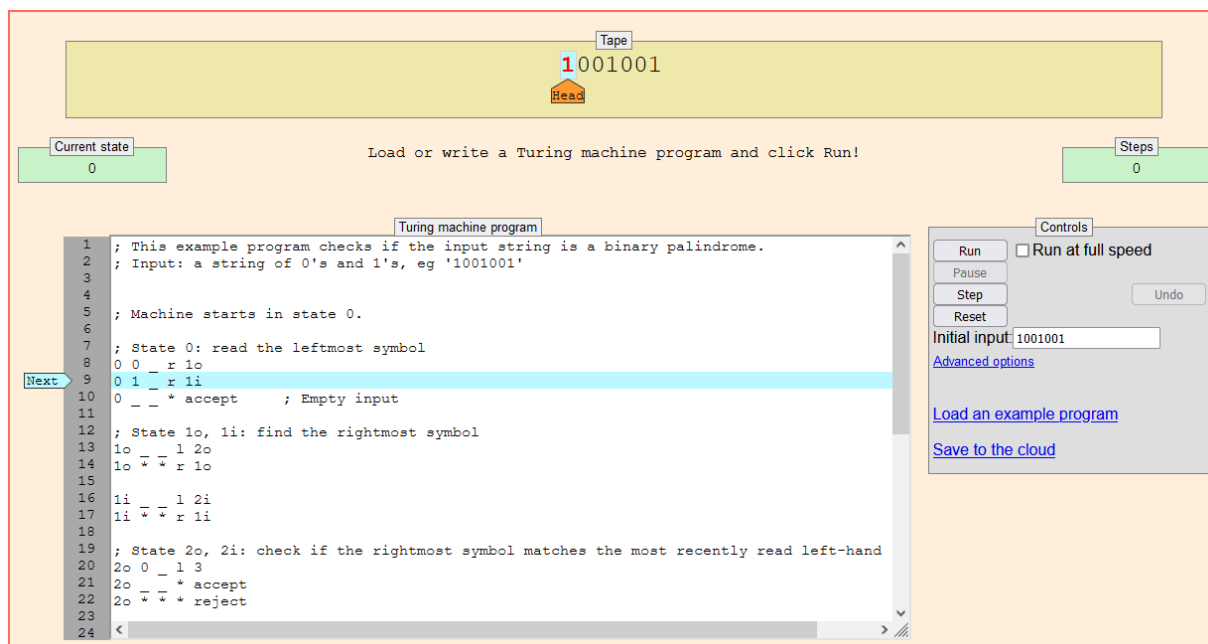 Tape
1001001
Head
Current state
0
Load or write a Turing machine program and click Run!
Steps
0
Turing machine program
1 ; This example program checks if the input string is a binary palindrome.
2 ; Input: a string of 0's and 1's, eg '1001001'
3
4
5 ; Machine starts in state 0.
6
7 ; State 0: read the leftmost symbol
8 0 0 _ r 1o
Next 9 0 1 _ r 1i
10 0 _ _ * accept     ; Empty input
11
12 ; State 1o, 1i: find the rightmost symbol
13 1o _ _ l 2o
14 1o * * r 1o
15
16 1i _ _ l 2i
17 1i * * r 1i
18
19 ; State 2o, 2i: check if the rightmost symbol matches the most recently read left-hand
20 2o 0 _ l 3
21 2o _ _ * accept
22 2o * * * reject
23
24
Controls
Run Run at full speed
Pause
Step Undo
Reset
Initial input: 1001001
Advanced options
Load an example program
Save to the cloud